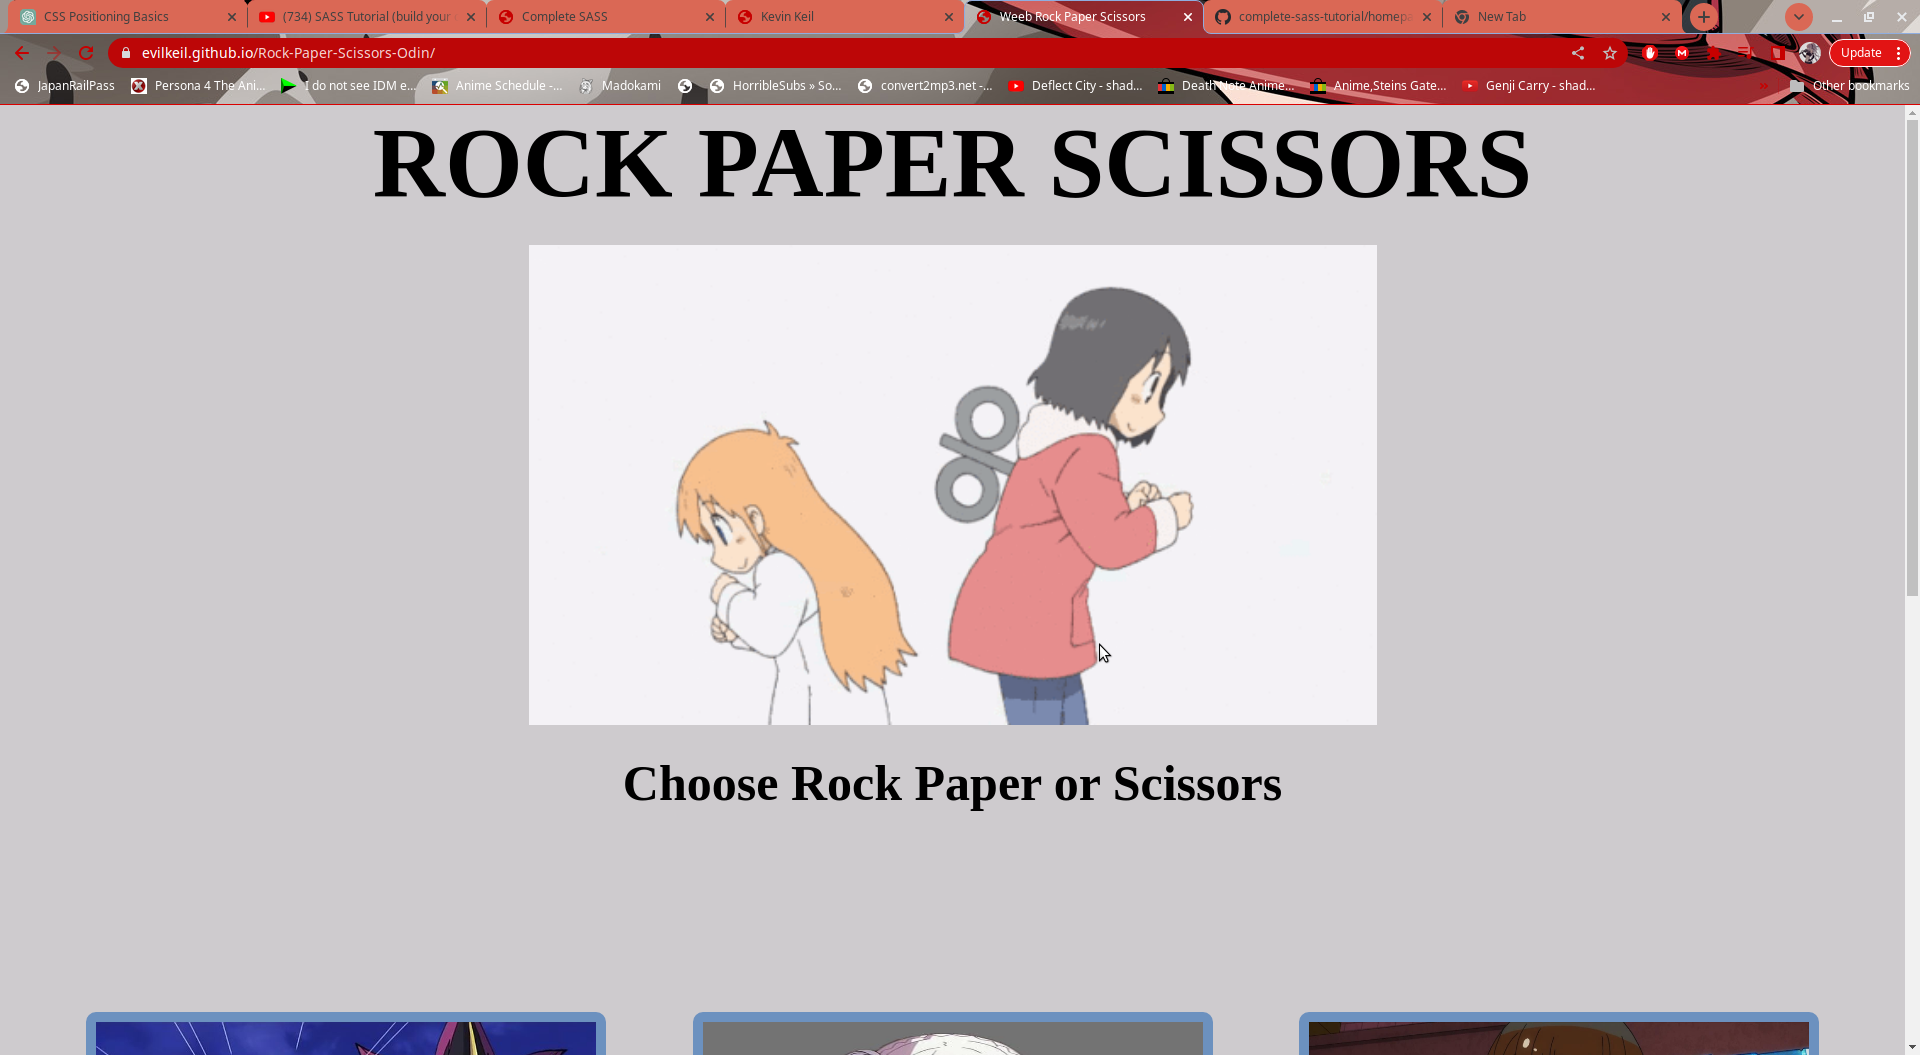 CSS Positioning Basics
(734) SASS Tutorial (build your
Complete SASS
Kevin Keil
Weeb Rock Paper Scissors
complete-sass-tutorial/homepa
New Tab
evilkeil.github.io/Rock-Paper-Scissors-Odin/
Update
JapanRailPass
Persona 4 The Ani...
I do not see IDM e...
Anime Schedule -...
Madokami
HorribleSubs » So...
convert2mp3.net -...
Deflect City - shad...
Death Note Anime...
Anime,Steins Gate...
Genji Carry - shad...
»
Other bookmarks
ROCK PAPER SCISSORS
Choose Rock Paper or Scissors